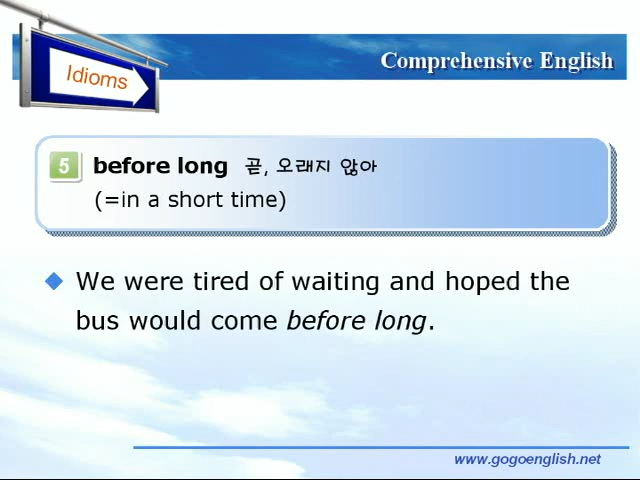 Idioms
Comprehensive English
5 before long 곧, 오래지 않아
(=in a short time)
We were tired of waiting and hoped the
bus would come before long.
www.gogoenglish.net